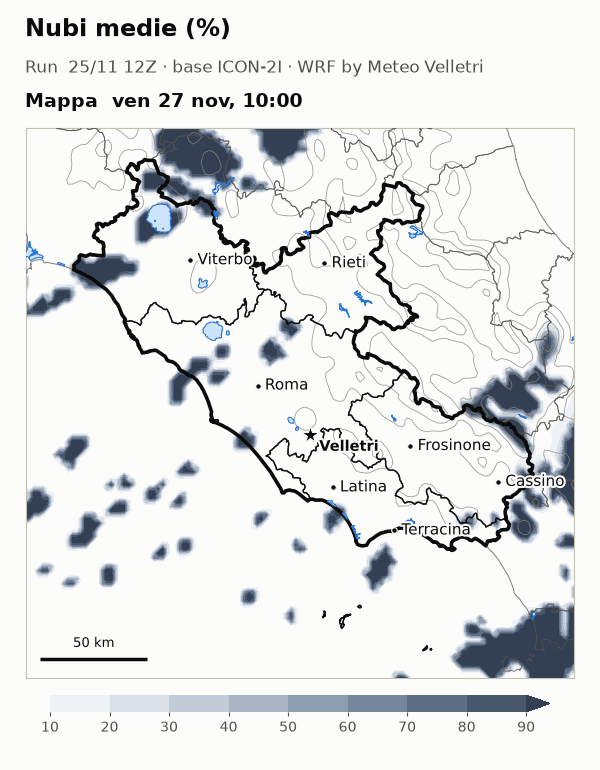 Nubi medie (%)
Run  25/11 12Z · base ICON-2I · WRF by Meteo Velletri
Mappa  ven 27 nov, 10:00
Viterbo
Rieti
Roma
Velletri
Frosinone
Cassino
Latina
Terracina
50 km
10 20 30 40 50 60 70 80 90